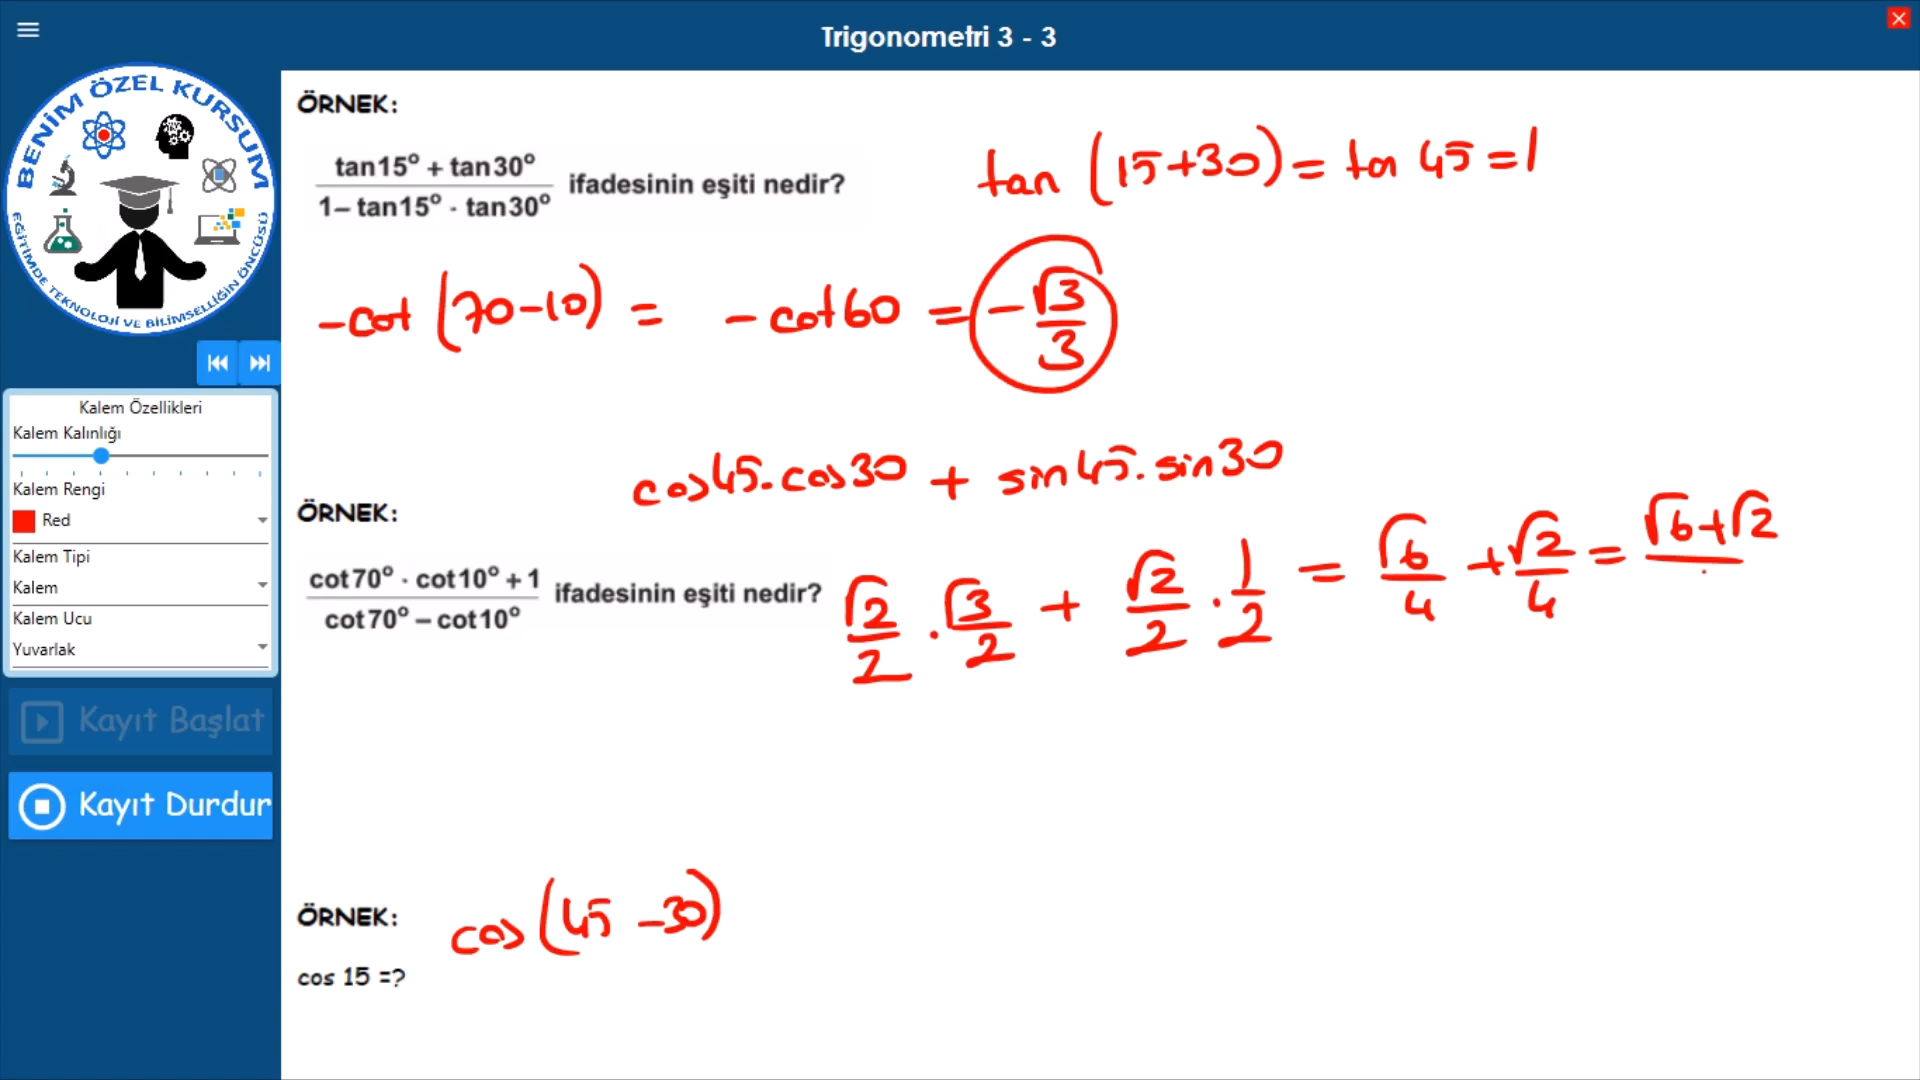 Trigonometri 3 - 3
BENİM ÖZEL KURSUM
EĞİTİMDE TEKNOLOJİ VE BİLİMSELLİĞİN ÖNCÜSÜ
Kalem Özellikleri
Kalem Kalınlığı
Kalem Rengi
Red
Kalem Tipi
Kalem
Kalem Ucu
Yuvarlak
Kayıt Başlat
Kayıt Durdur
ÖRNEK:
tan15° + tan30°
1– tan15° · tan30°
ifadesinin eşiti nedir?
tan (15+30) = tan 45 = 1
-cot (70-10) = - cot60 = -√3/3
cos45.cos30 + sin45.sin30
ÖRNEK:
cot70° · cot10° + 1
cot70° – cot10°
ifadesinin eşiti nedir?
√2/2 . √3/2 + √2/2 . 1/2 = √6/4 + √2/4 = √6+√2
ÖRNEK:
cos (45 -30)
cos 15 =?